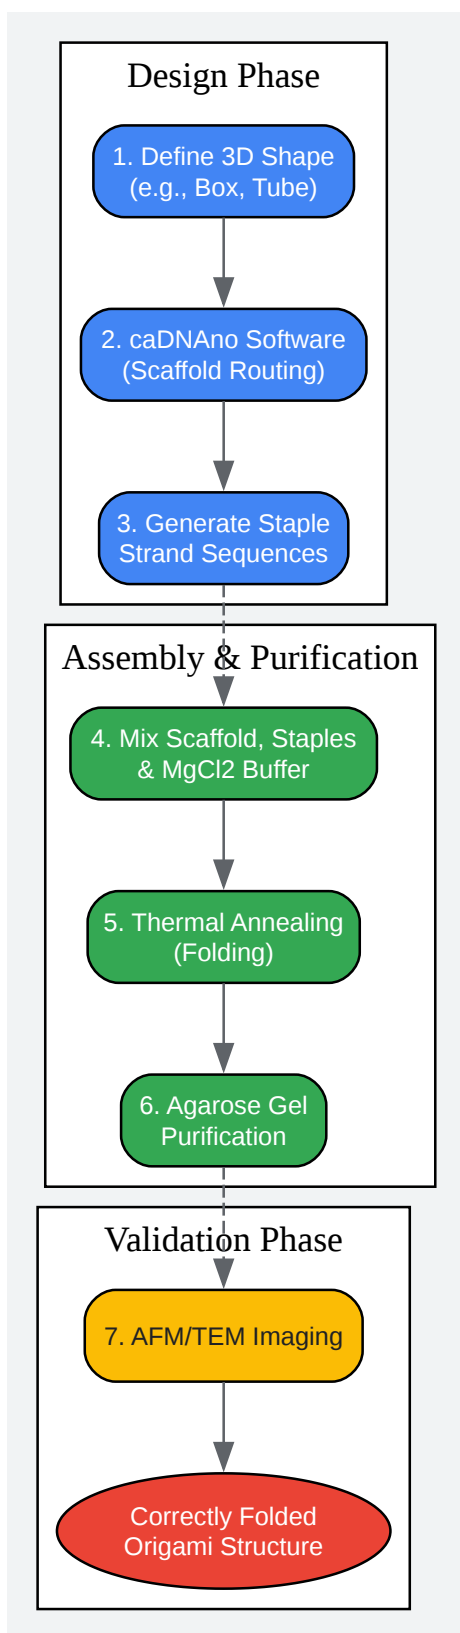 Design Phase
1. Define 3D Shape
(e.g., Box, Tube)
2. caDNAno Software
(Scaffold Routing)
3. Generate Staple
Strand Sequences
Assembly & Purification
4. Mix Scaffold, Staples
& MgCl2 Buffer
5. Thermal Annealing
(Folding)
6. Agarose Gel
Purification
Validation Phase
7. AFM/TEM Imaging
Correctly Folded
Origami Structure